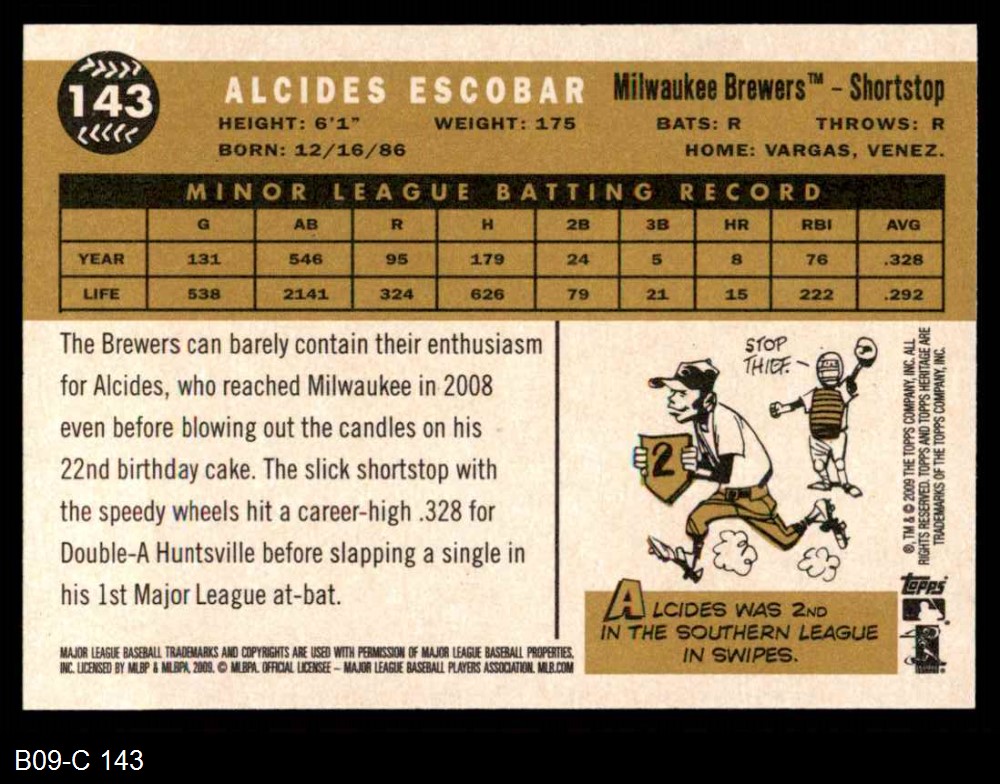 143
ALCIDES ESCOBAR
Milwaukee Brewers™ – Shortstop
HEIGHT: 6'1" WEIGHT: 175 BATS: R THROWS: R
BORN: 12/16/86 HOME: VARGAS, VENEZ.
MINOR LEAGUE BATTING RECORD
G AB R H 2B 3B HR RBI AVG
YEAR 131 546 95 179 24 5 8 76 .328
LIFE 538 2141 324 626 79 21 15 222 .292
The Brewers can barely contain their enthusiasm
for Alcides, who reached Milwaukee in 2008
even before blowing out the candles on his
22nd birthday cake. The slick shortstop with
the speedy wheels hit a career-high .328 for
Double-A Huntsville before slapping a single in
his 1st Major League at-bat.
MAJOR LEAGUE BASEBALL TRADEMARKS AND COPYRIGHTS ARE USED WITH PERMISSION OF MAJOR LEAGUE BASEBALL PROPERTIES,
INC. LICENSED BY MLBP & MLBPA, 2009. © MLBPA. OFFICIAL LICENSEE – MAJOR LEAGUE BASEBALL PLAYERS ASSOCIATION. MLB.COM
STOP
THIEF.
2
ALCIDES WAS 2ND
IN THE SOUTHERN LEAGUE
IN SWIPES.
®, TM & © 2009 THE TOPPS COMPANY, INC. ALL
RIGHTS RESERVED. TOPPS AND TOPPS HERITAGE ARE
TRADEMARKS OF THE TOPPS COMPANY, INC.
topps
B09-C 143